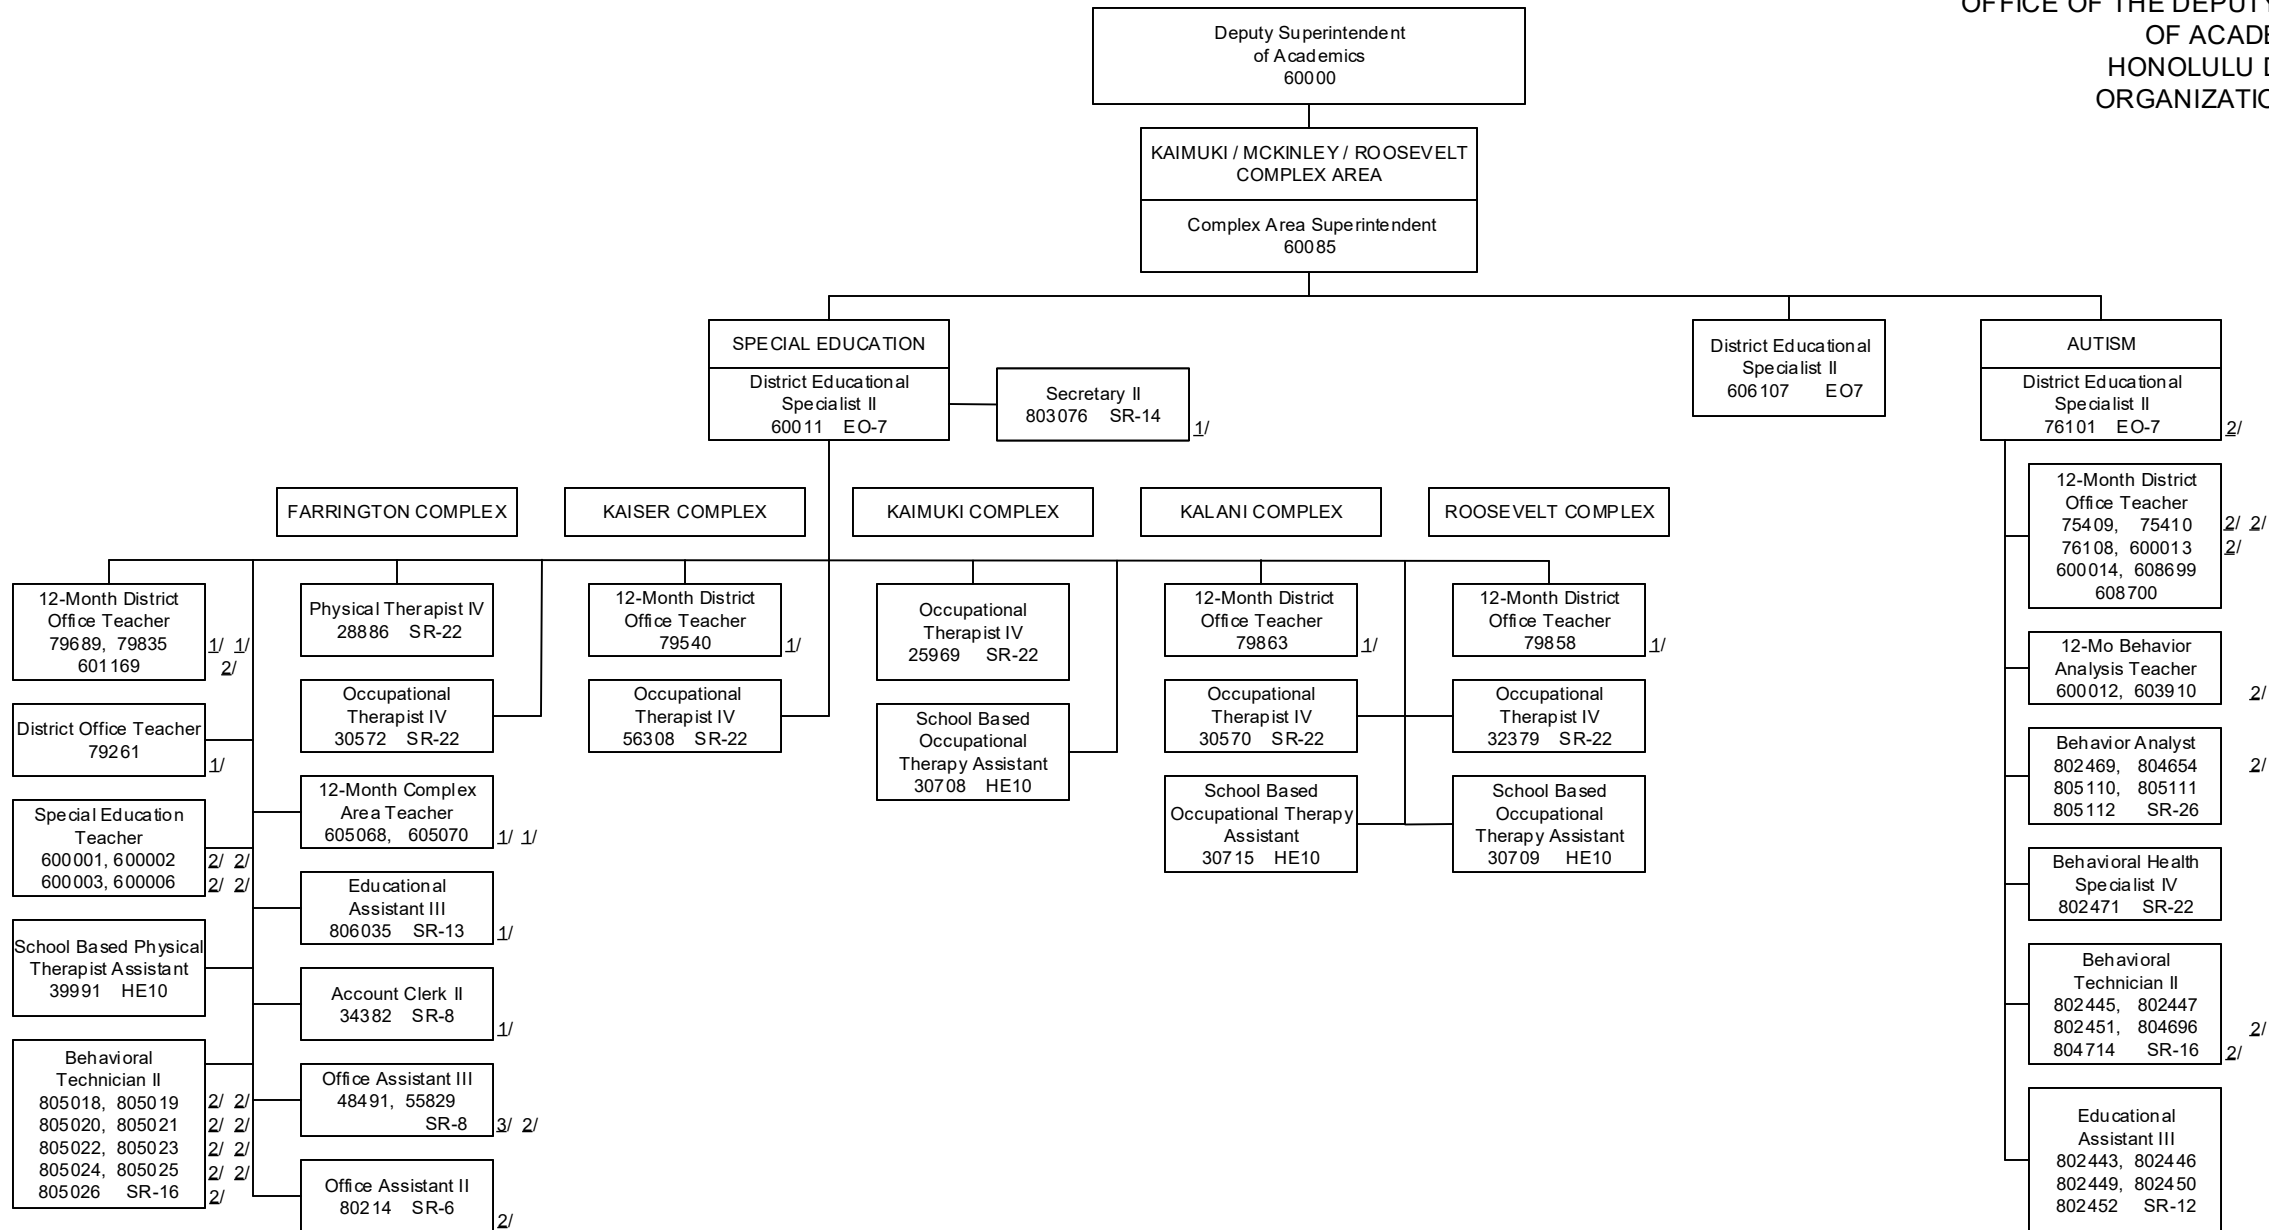 OFFICE OF THE DEPUTY
OF ACADE
HONOLULU D
ORGANIZATIO
Deputy Superintendent
of Academics
60000
KAIMUKI / MCKINLEY / ROOSEVELT
COMPLEX AREA
Complex Area Superintendent
60085
SPECIAL EDUCATION
District Educational
Specialist II
60011 EO-7
Secretary II
803076 SR-14
1/
District Educational
Specialist II
606107 EO7
AUTISM
District Educational
Specialist II
76101 EO-7
2/
FARRINGTON COMPLEX
KAISER COMPLEX
KAIMUKI COMPLEX
KALANI COMPLEX
ROOSEVELT COMPLEX
12-Month District
Office Teacher
79689, 79835 1/ 1/
601169 2/
District Office Teacher
79261
1/
Special Education
Teacher
600001, 600002 2/ 2/
600003, 600006 2/ 2/
School Based Physical
Therapist Assistant
39991 HE10
Behavioral
Technician II
805018, 805019 2/ 2/
805020, 805021 2/ 2/
805022, 805023 2/ 2/
805024, 805025 2/ 2/
805026 SR-16 2/
Physical Therapist IV
28886 SR-22
Occupational
Therapist IV
30572 SR-22
12-Month Complex
Area Teacher
605068, 605070 1/ 1/
Educational
Assistant III
806035 SR-13 1/
Account Clerk II
34382 SR-8
1/
Office Assistant III
48491, 55829
SR-8 3/ 2/
Office Assistant II
80214 SR-6
2/
12-Month District
Office Teacher
79540 1/
Occupational
Therapist IV
56308 SR-22
Occupational
Therapist IV
25969 SR-22
School Based
Occupational
Therapy Assistant
30708 HE10
12-Month District
Office Teacher
79863 1/
Occupational
Therapist IV
30570 SR-22
School Based
Occupational Therapy
Assistant
30715 HE10
12-Month District
Office Teacher
79858 1/
Occupational
Therapist IV
32379 SR-22
School Based
Occupational
Therapy Assistant
30709 HE10
12-Month District
Office Teacher
75409, 75410 2/ 2/
76108, 600013 2/
600014, 608699
608700
12-Mo Behavior
Analysis Teacher
600012, 603910 2/
Behavior Analyst
802469, 804654 2/
805110, 805111
805112 SR-26
Behavioral Health
Specialist IV
802471 SR-22
Behavioral
Technician II
802445, 802447
802451, 804696 2/
804714 SR-16 2/
Educational
Assistant III
802443, 802446
802449, 802450
802452 SR-12